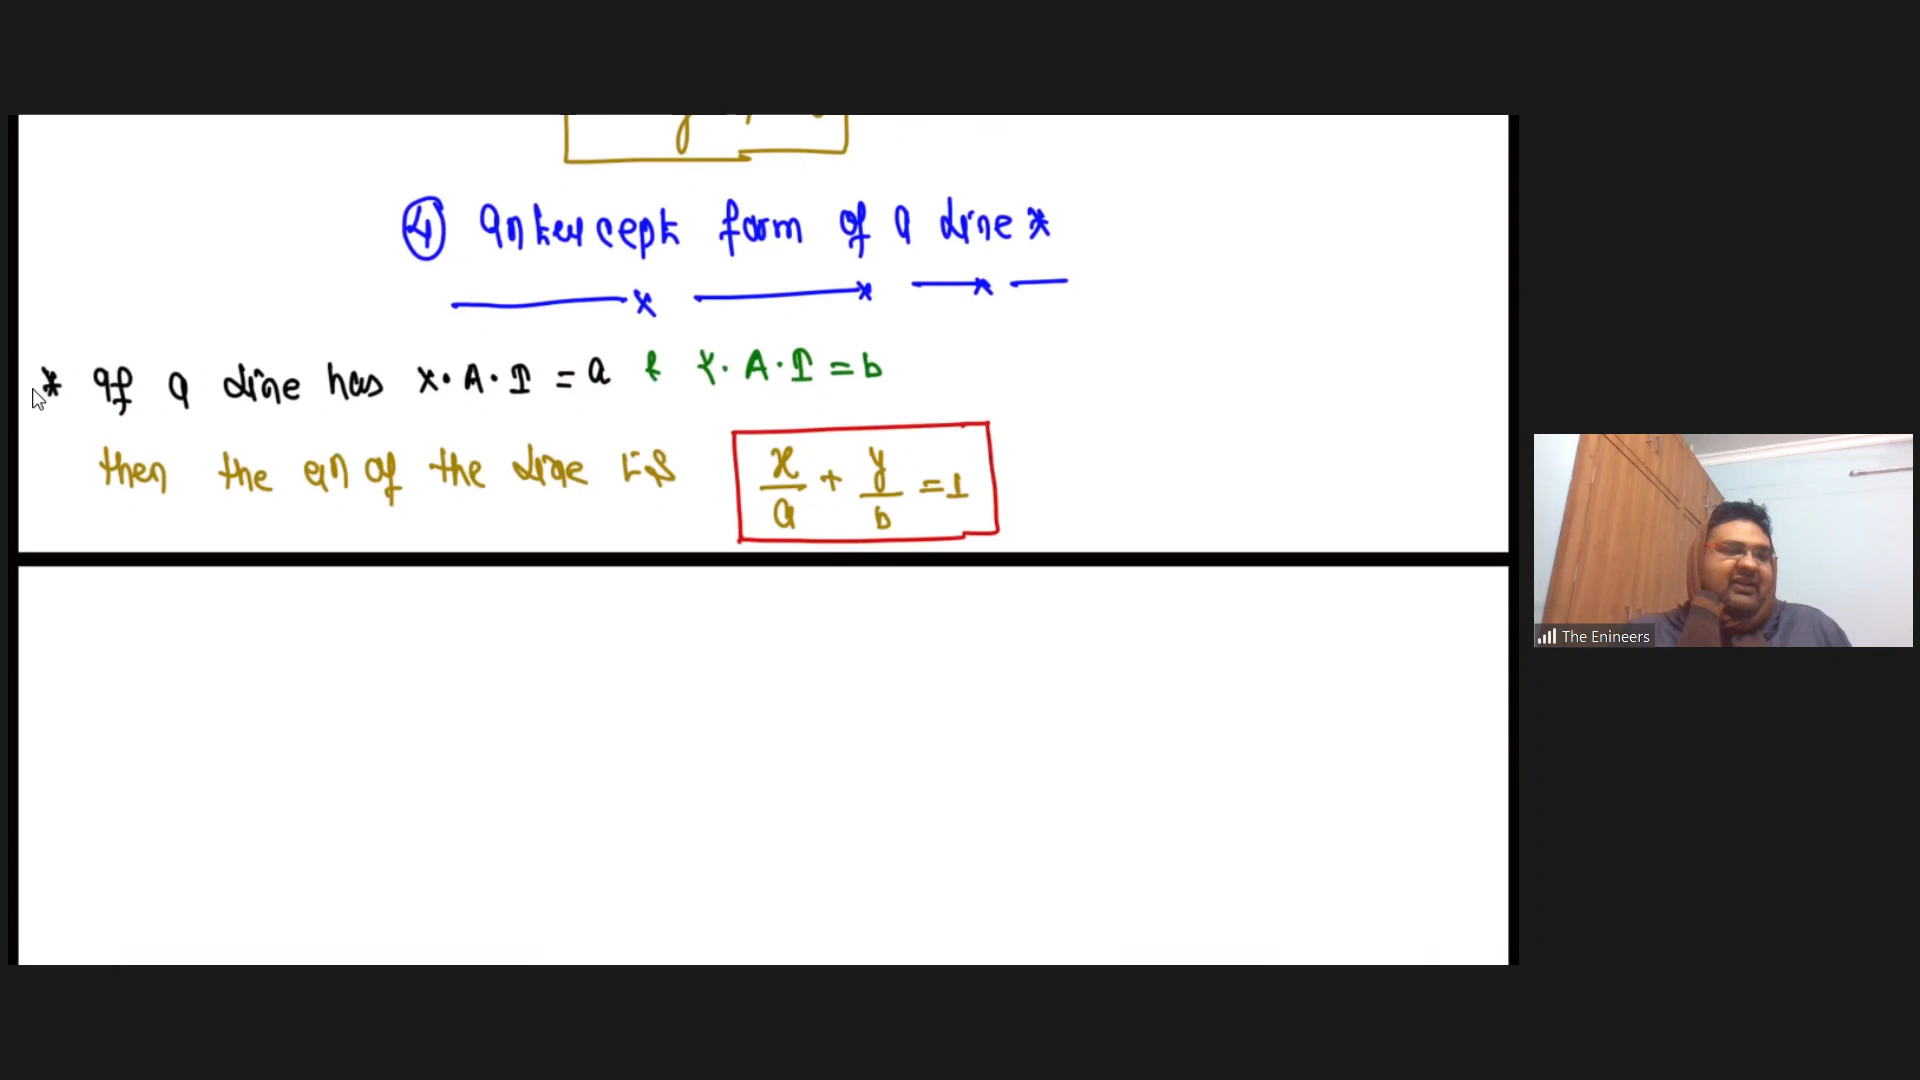 ④ Intercept form of a Line *
* If a Line has X.A.I = a & Y.A.I = b
then the eqn of the Line is x/a + y/b = 1
The Enineers